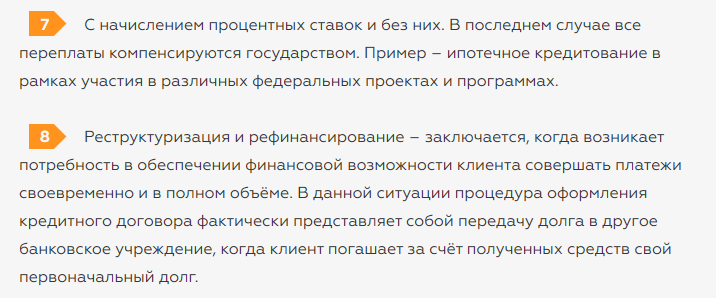 7 С начислением процентных ставок и без них. В последнем случае все
переплаты компенсируются государством. Пример – ипотечное кредитование в
рамках участия в различных федеральных проектах и программах.
8 Реструктуризация и рефинансирование – заключается, когда возникает
потребность в обеспечении финансовой возможности клиента совершать платежи
своевременно и в полном объёме. В данной ситуации процедура оформления
кредитного договора фактически представляет собой передачу долга в другое
банковское учреждение, когда клиент погашает за счёт полученных средств свой
первоначальный долг.